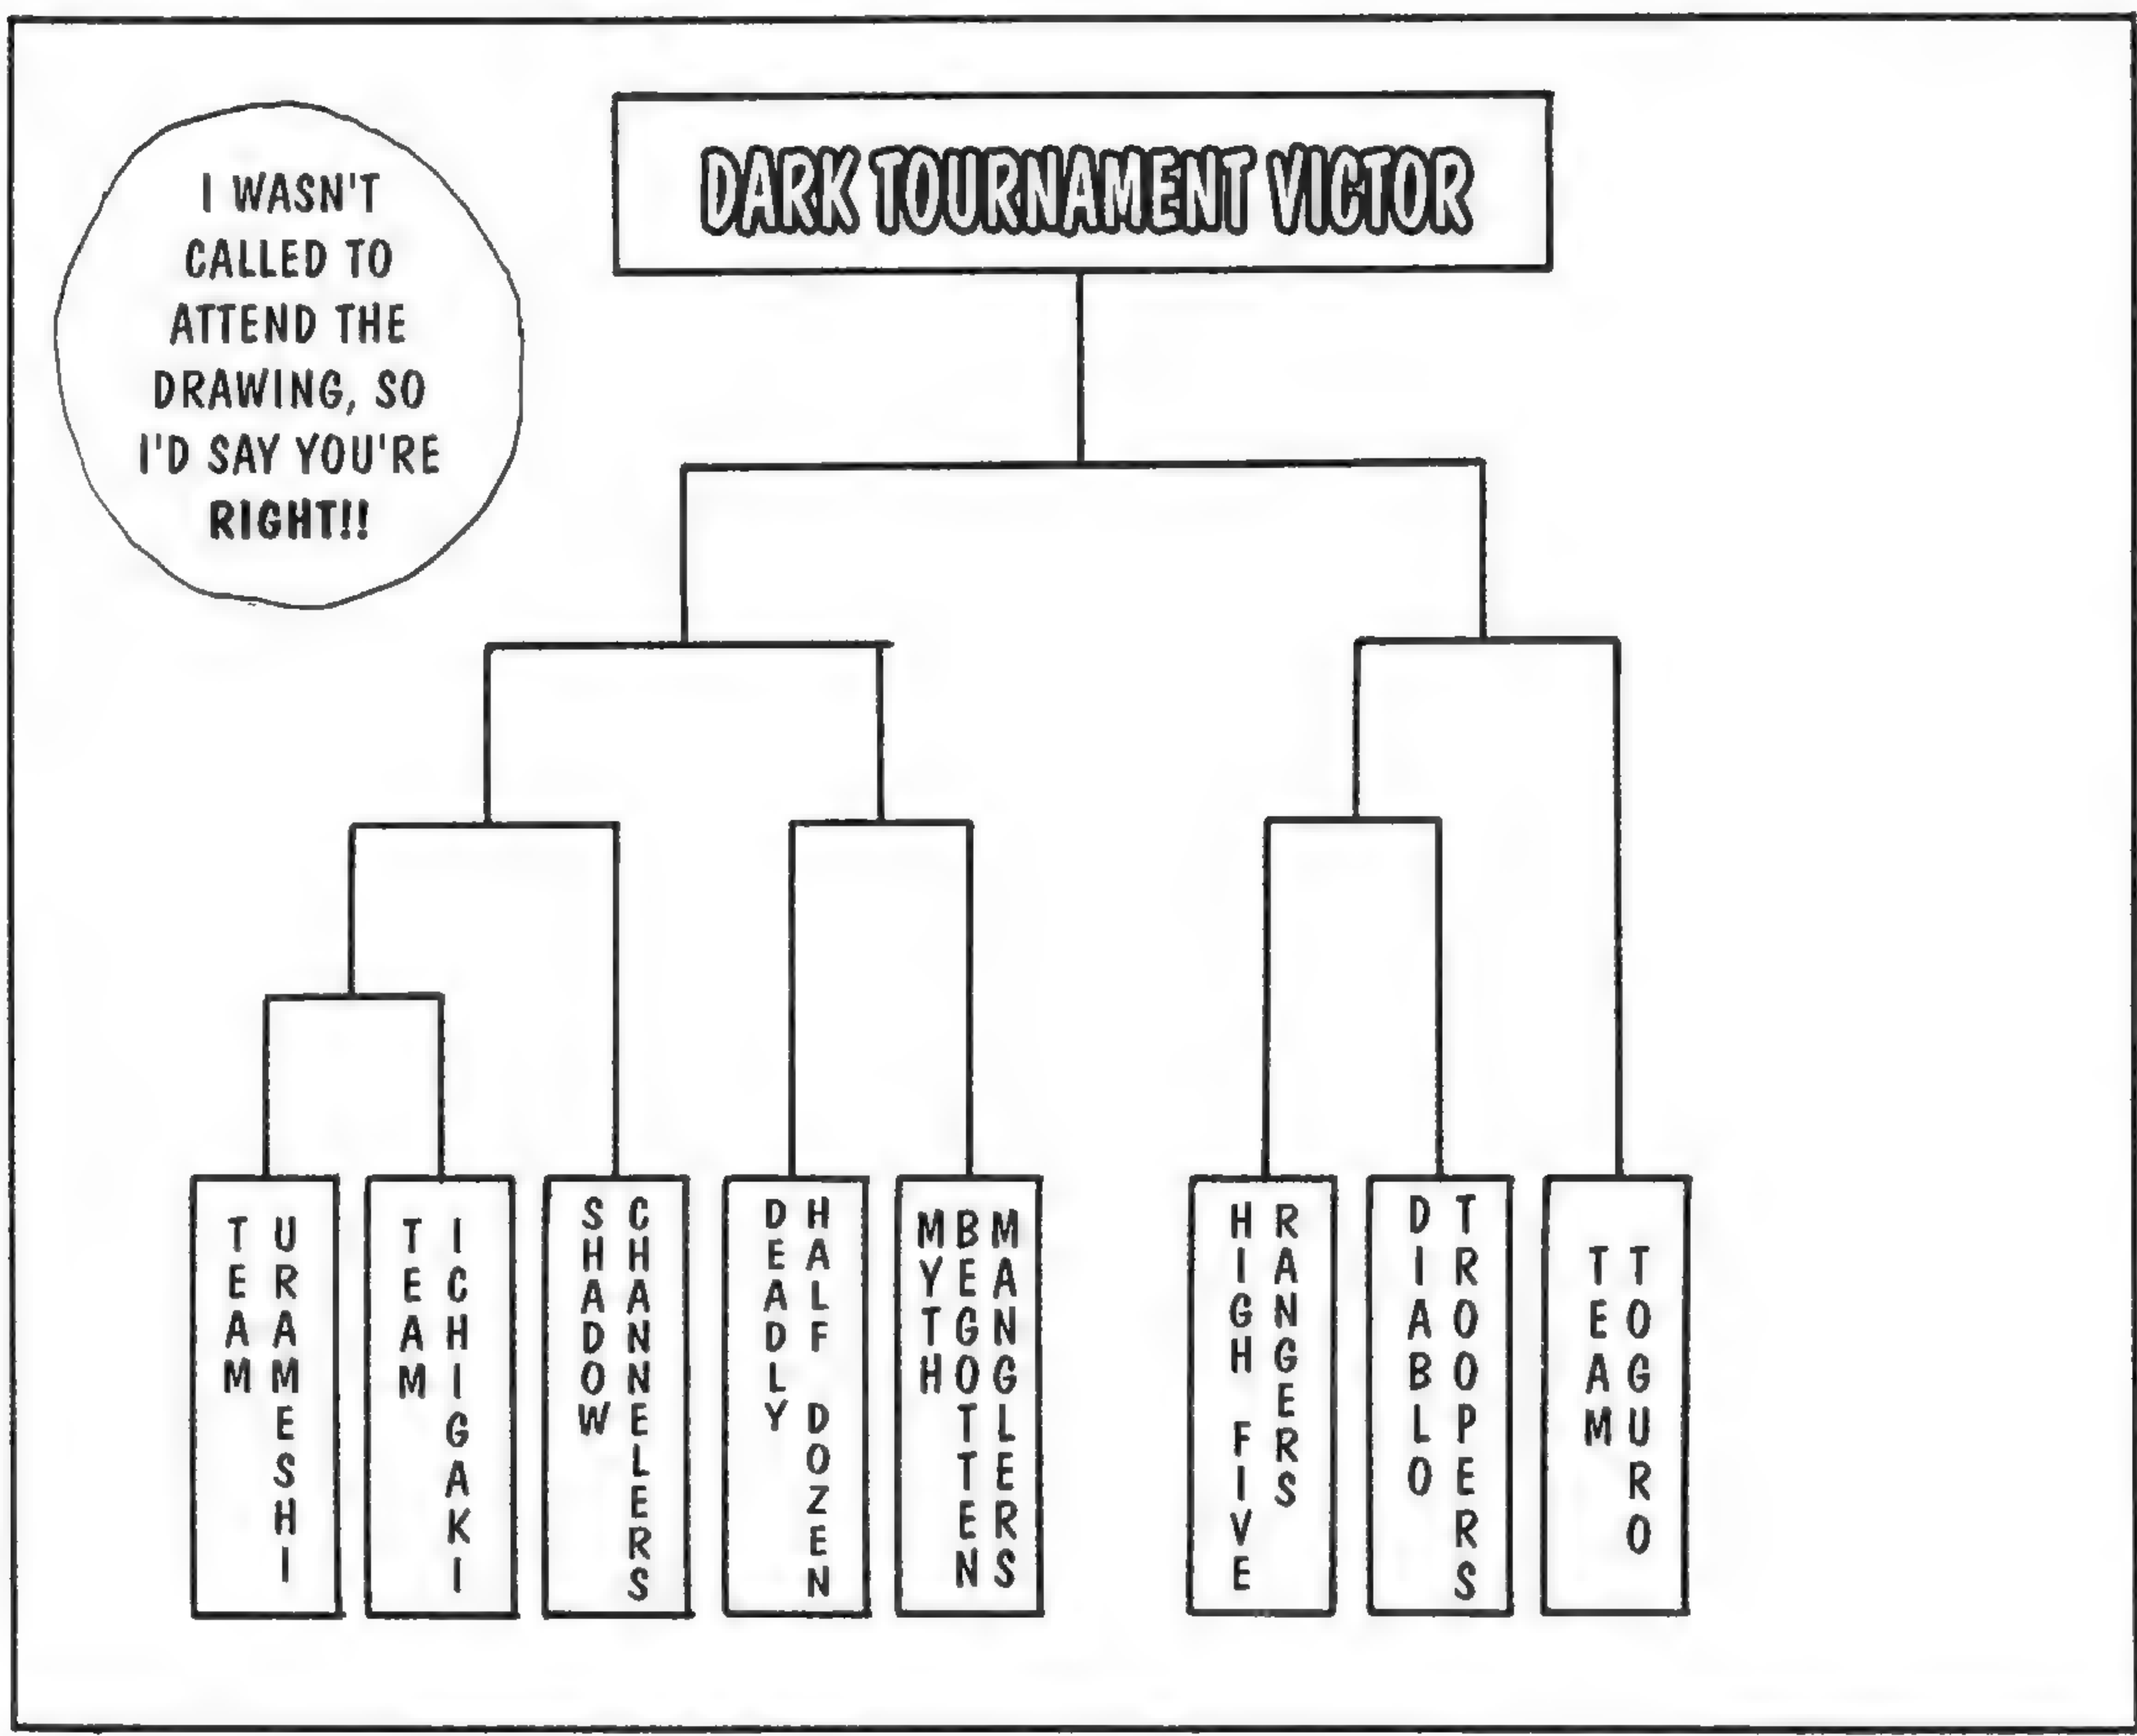 I WASN'T
CALLED TO
ATTEND THE
DRAWING, SO
I'D SAY YOU'RE
RIGHT!!
DARK TOURNAMENT VICTOR
TEAM
URAMESHI
TEAM
ICHIGAKI
SHADOW
CHANNELERS
DEADLY
HALF DOZEN
MYTH
BEGOTTEN
MANGLERS
HIGH FIVE
RANGERS
DIABLO
TROOPERS
TEAM
TOGURO